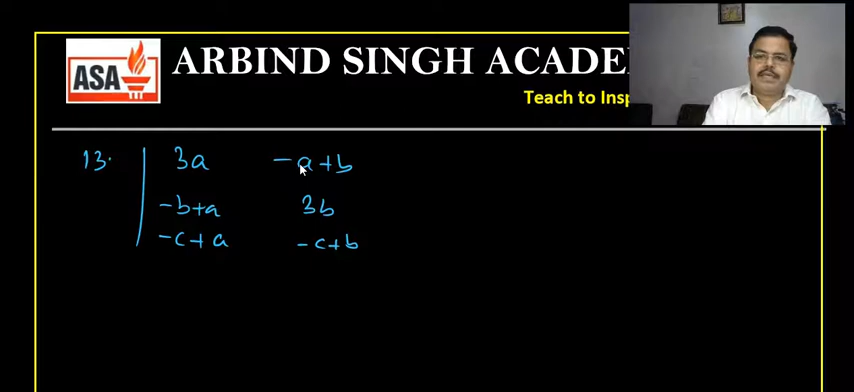 ASA
ARBIND SINGH ACADE
Teach to Insp
13. 3a -a+b
-b+a 3b
-c+a -c+b